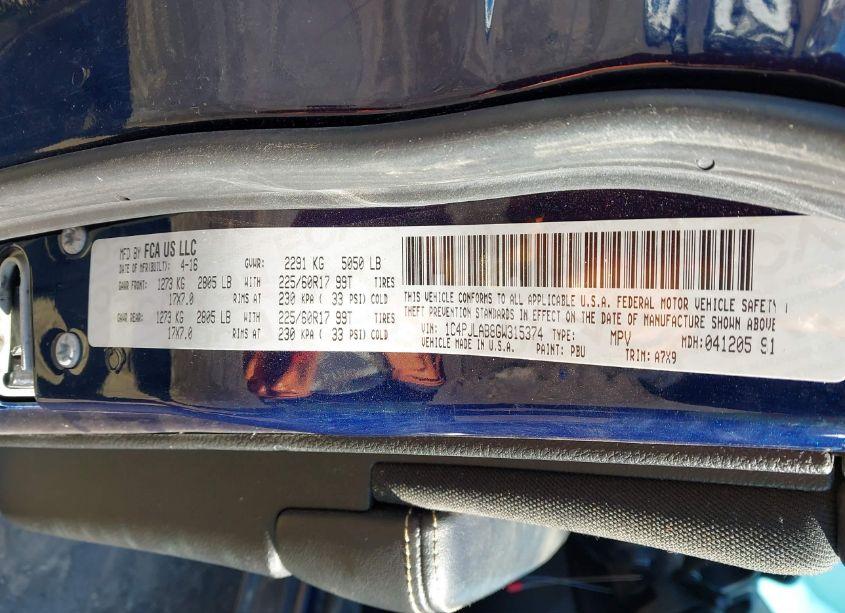 MFD BY FCA US LLC
DATE OF MFR(BUILT): 4-16 GVWR: 2291 KG 5050 LB
GAWR FRONT: 1273 KG 2805 LB WITH 225/60R17 99T TIRES
17X7.0 RIMS AT 230 KPA ( 33 PSI) COLD
GAWR REAR: 1273 KG 2805 LB WITH 225/60R17 99T TIRES
17X7.0 RIMS AT 230 KPA ( 33 PSI) COLD
THIS VEHICLE CONFORMS TO ALL APPLICABLE U.S.A. FEDERAL MOTOR VEHICLE SAFETY
THEFT PREVENTION STANDARDS IN EFFECT ON THE DATE OF MANUFACTURE SHOWN ABOVE
VIN: 1C4PJLAB8GW315374 TYPE: MPV MDH:041205 91
VEHICLE MADE IN U.S.A. PAINT: PBU TRIM: A7X9